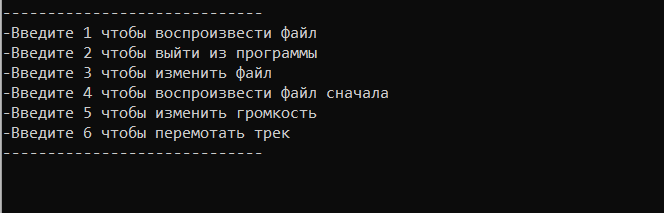 -----------------------------
-Введите 1 чтобы воспроизвести файл
-Введите 2 чтобы выйти из программы
-Введите 3 чтобы изменить файл
-Введите 4 чтобы воспроизвести файл сначала
-Введите 5 чтобы изменить громкость
-Введите 6 чтобы перемотать трек
-----------------------------